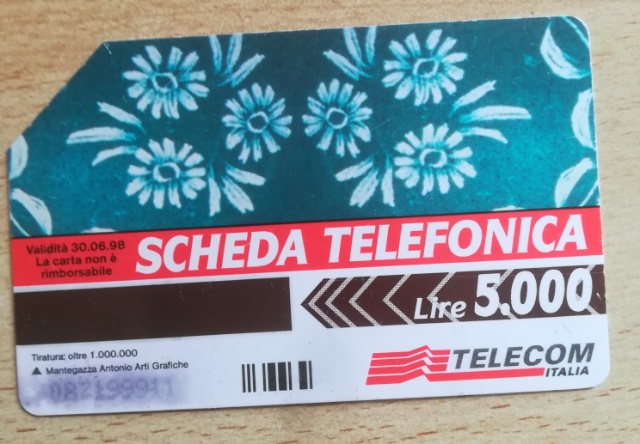 Validità 30.06.98
La carta non è
rimborsabile
SCHEDA TELEFONICA
Lire 5.000
Tiratura: oltre 1.000.000
▲ Mantegazza Antonio Arti Grafiche
TELECOM
ITALIA